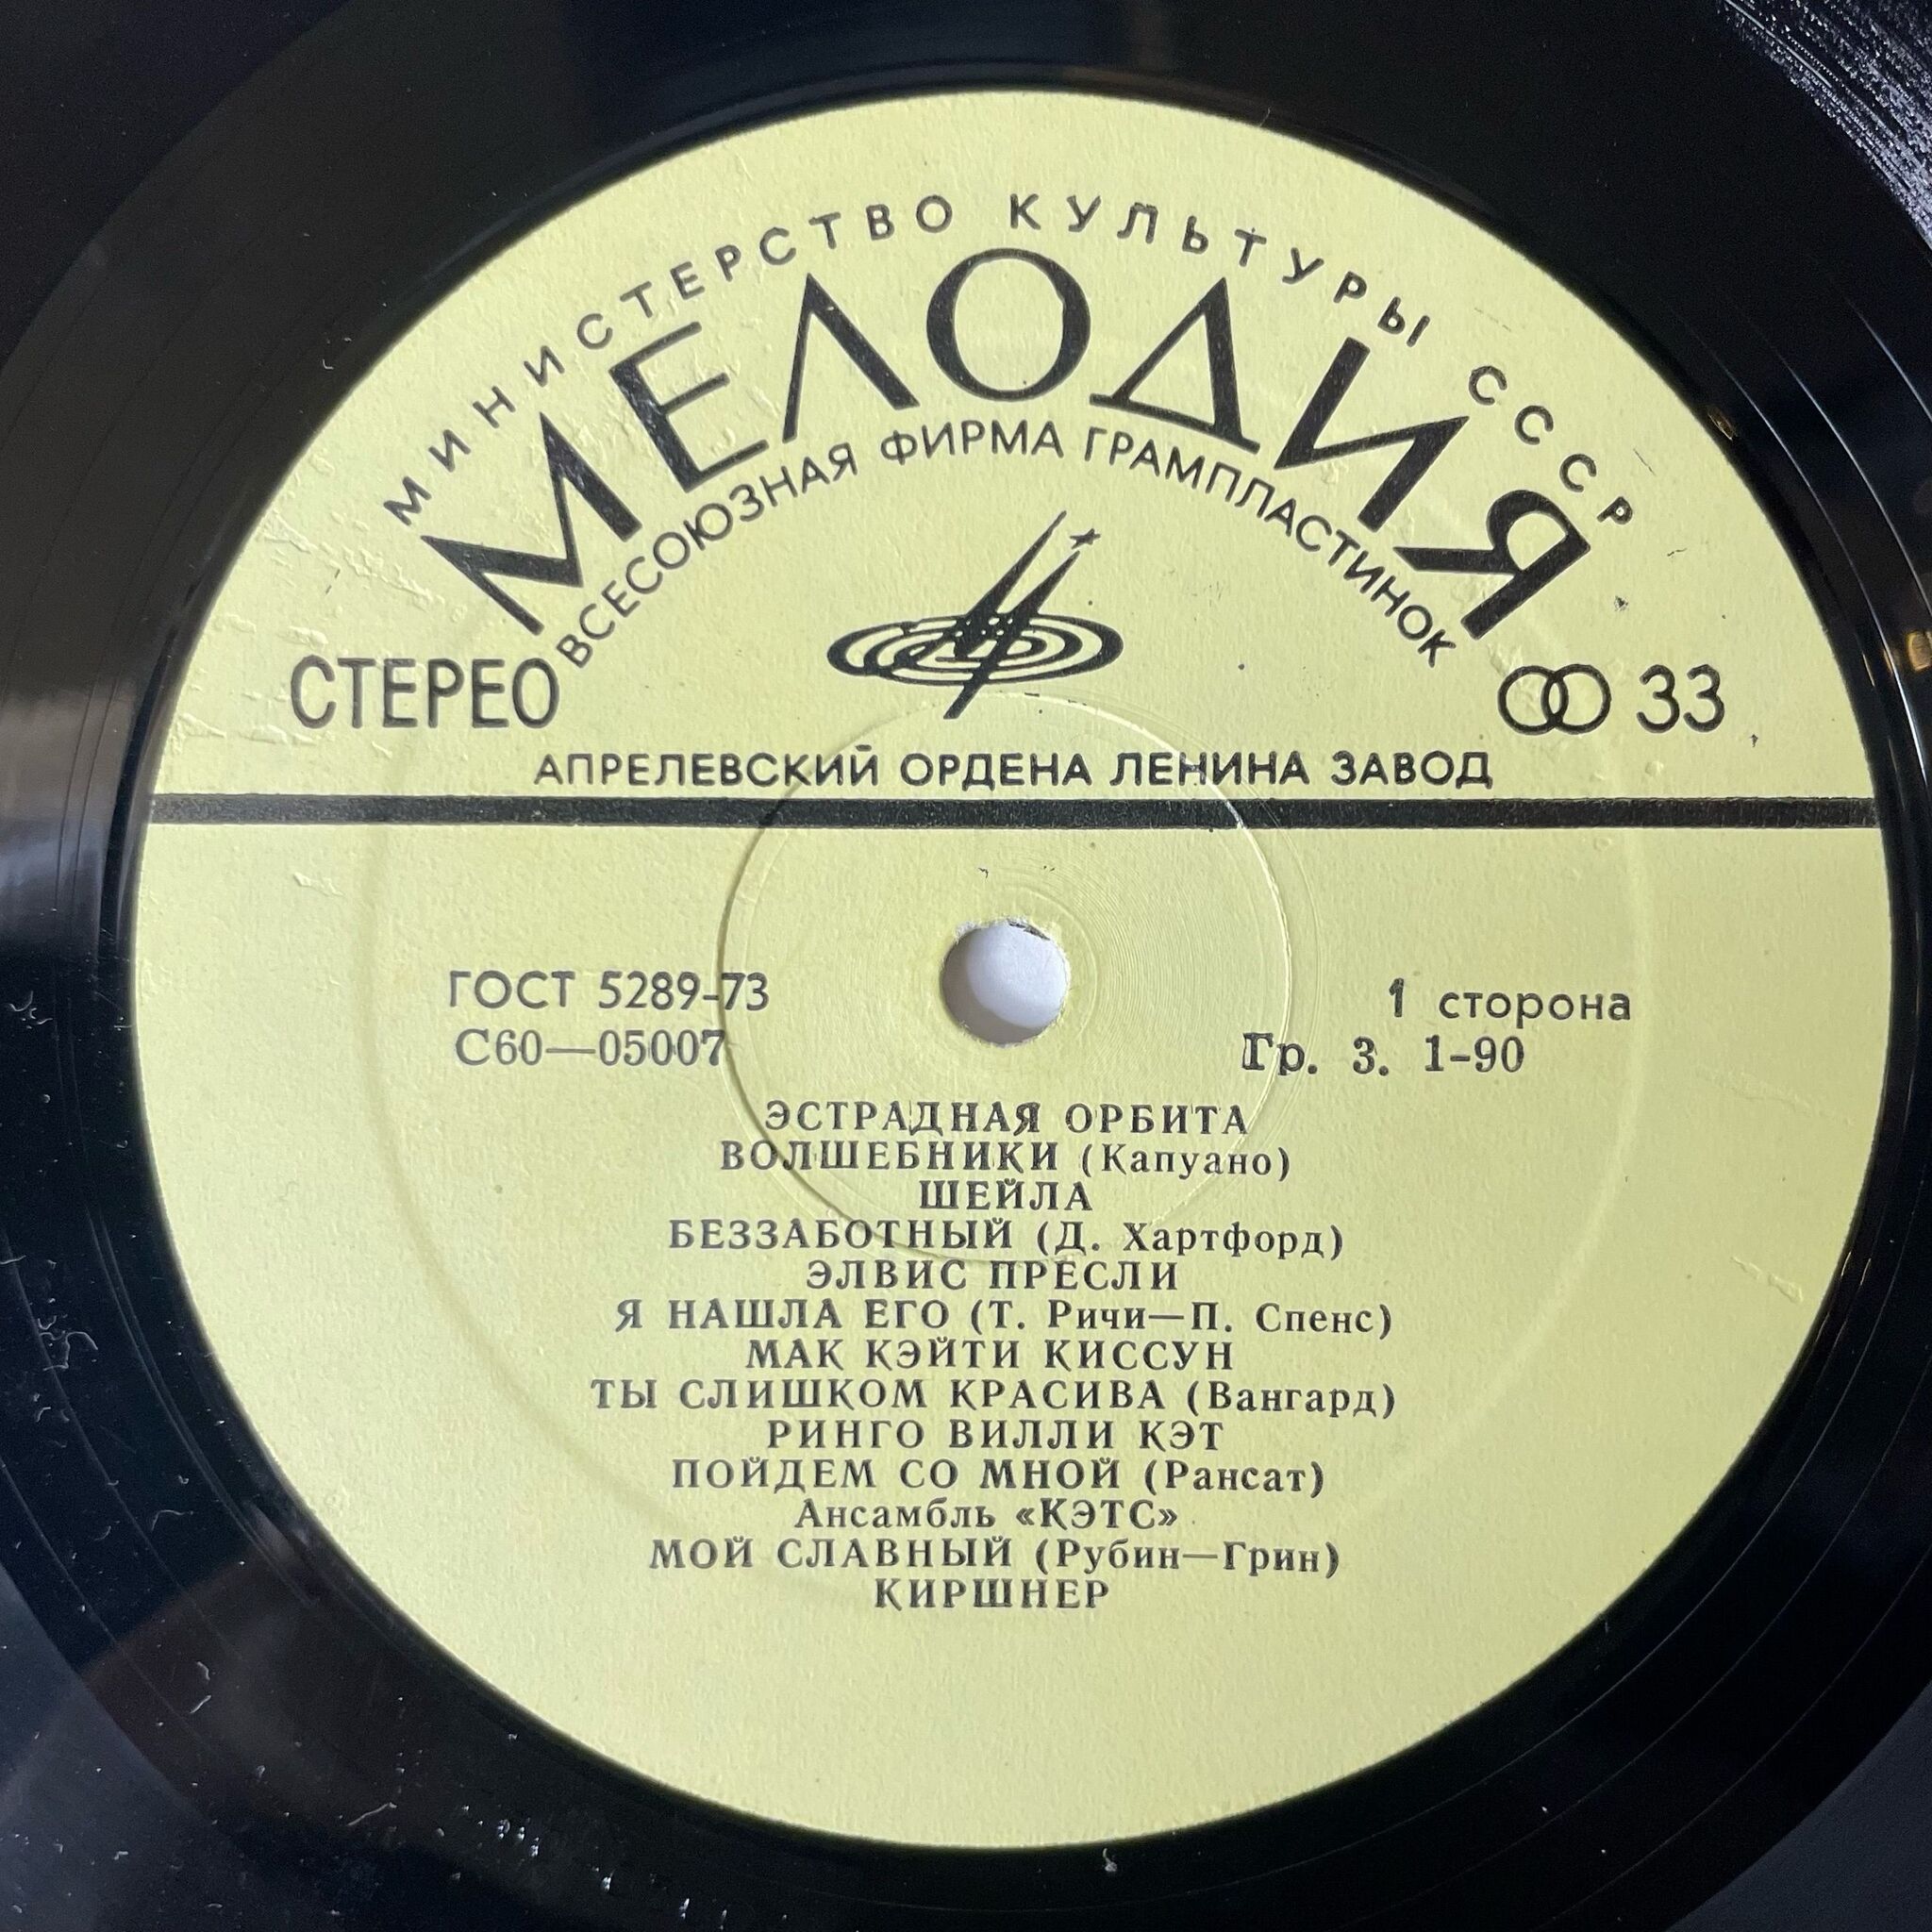 МИНИСТЕРСТВО КУЛЬТУРЫ СССР
МЕЛОДИЯ
ВСЕСОЮЗНАЯ ФИРМА ГРАМПЛАСТИНОК
СТЕРЕО
33
АПРЕЛЕВСКИЙ ОРДЕНА ЛЕНИНА ЗАВОД
ГОСТ 5289-73
1 сторона
С60—05007
Гр. 3. 1-90
ЭСТРАДНАЯ ОРБИТА
ВОЛШЕБНИКИ (Капуано)
ШЕЙЛА
БЕЗЗАБОТНЫЙ (Д. Хартфорд)
ЭЛВИС ПРЕСЛИ
Я НАШЛА ЕГО (Т. Ричи—П. Спенс)
МАК КЭЙТИ КИССУН
ТЫ СЛИШКОМ КРАСИВА (Вангард)
РИНГО ВИЛЛИ КЭТ
ПОЙДЕМ СО МНОЙ (Рансат)
Ансамбль «КЭТС»
МОЙ СЛАВНЫЙ (Рубин—Грин)
КИРШНЕР